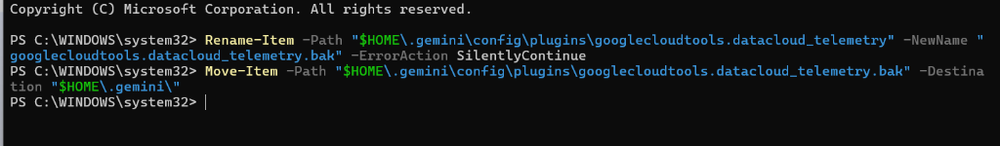 Copyright (C) Microsoft Corporation. All rights reserved.
PS C:\WINDOWS\system32> Rename-Item -Path "$HOME\.gemini\config\plugins\googlecloudtools.datacloud_telemetry" -NewName "
googlecloudtools.datacloud_telemetry.bak" -ErrorAction SilentlyContinue
PS C:\WINDOWS\system32> Move-Item -Path "$HOME\.gemini\config\plugins\googlecloudtools.datacloud_telemetry.bak" -Destina
tion "$HOME\.gemini\"
PS C:\WINDOWS\system32>